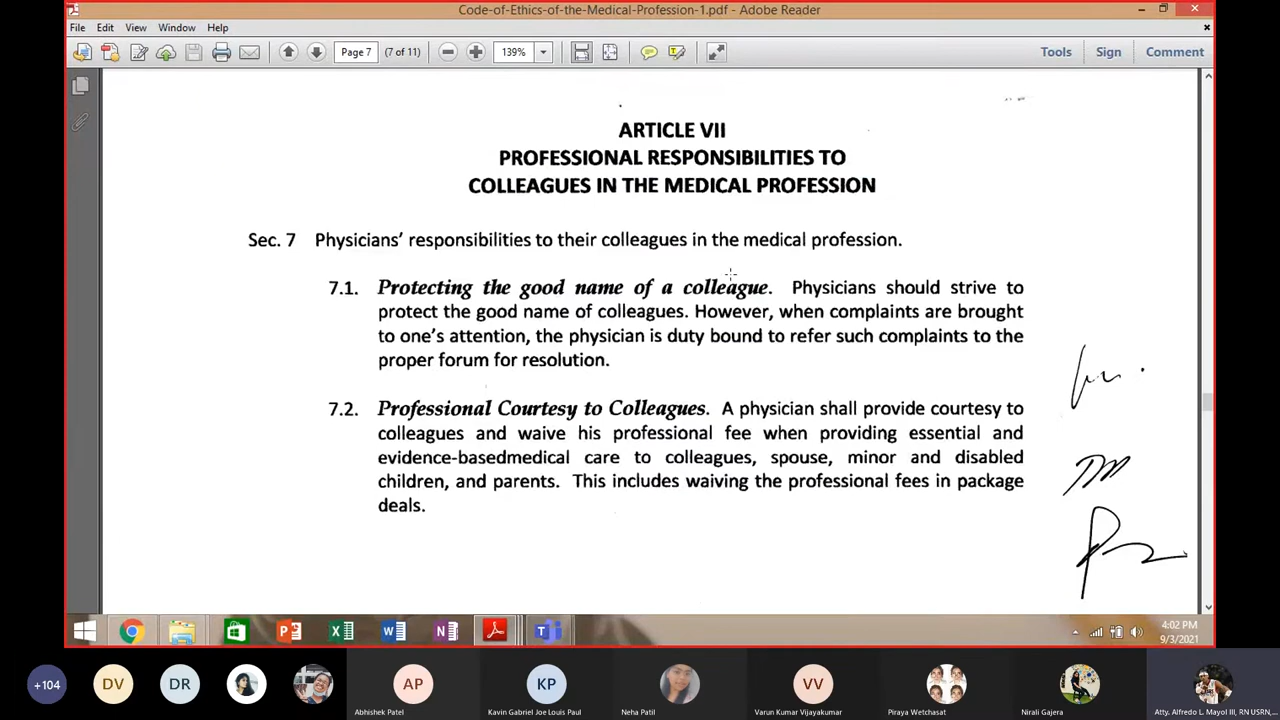 Code-of-Ethics-of-the-Medical-Profession-1.pdf - Adobe Reader
File Edit View Window Help
Page 7 (7 of 11) 139% Tools Sign Comment
ARTICLE VII
PROFESSIONAL RESPONSIBILITIES TO
COLLEAGUES IN THE MEDICAL PROFESSION
Sec. 7 Physicians' responsibilities to their colleagues in the medical profession.
7.1. Protecting the good name of a colleague. Physicians should strive to
protect the good name of colleagues. However, when complaints are brought
to one's attention, the physician is duty bound to refer such complaints to the
proper forum for resolution.
7.2. Professional Courtesy to Colleagues. A physician shall provide courtesy to
colleagues and waive his professional fee when providing essential and
evidence-basedmedical care to colleagues, spouse, minor and disabled
children, and parents. This includes waiving the professional fees in package
deals.
4:02 PM
9/3/2021
+104 DV DR AP KP VV
Abhishek Patel Kavin Gabriel Joe Louis Paul Neha Patil Varun Kumar Vijayakumar Piraya Wetchasat Nirali Gajera Atty. Alfredo L. Mayol III, RN USRN,